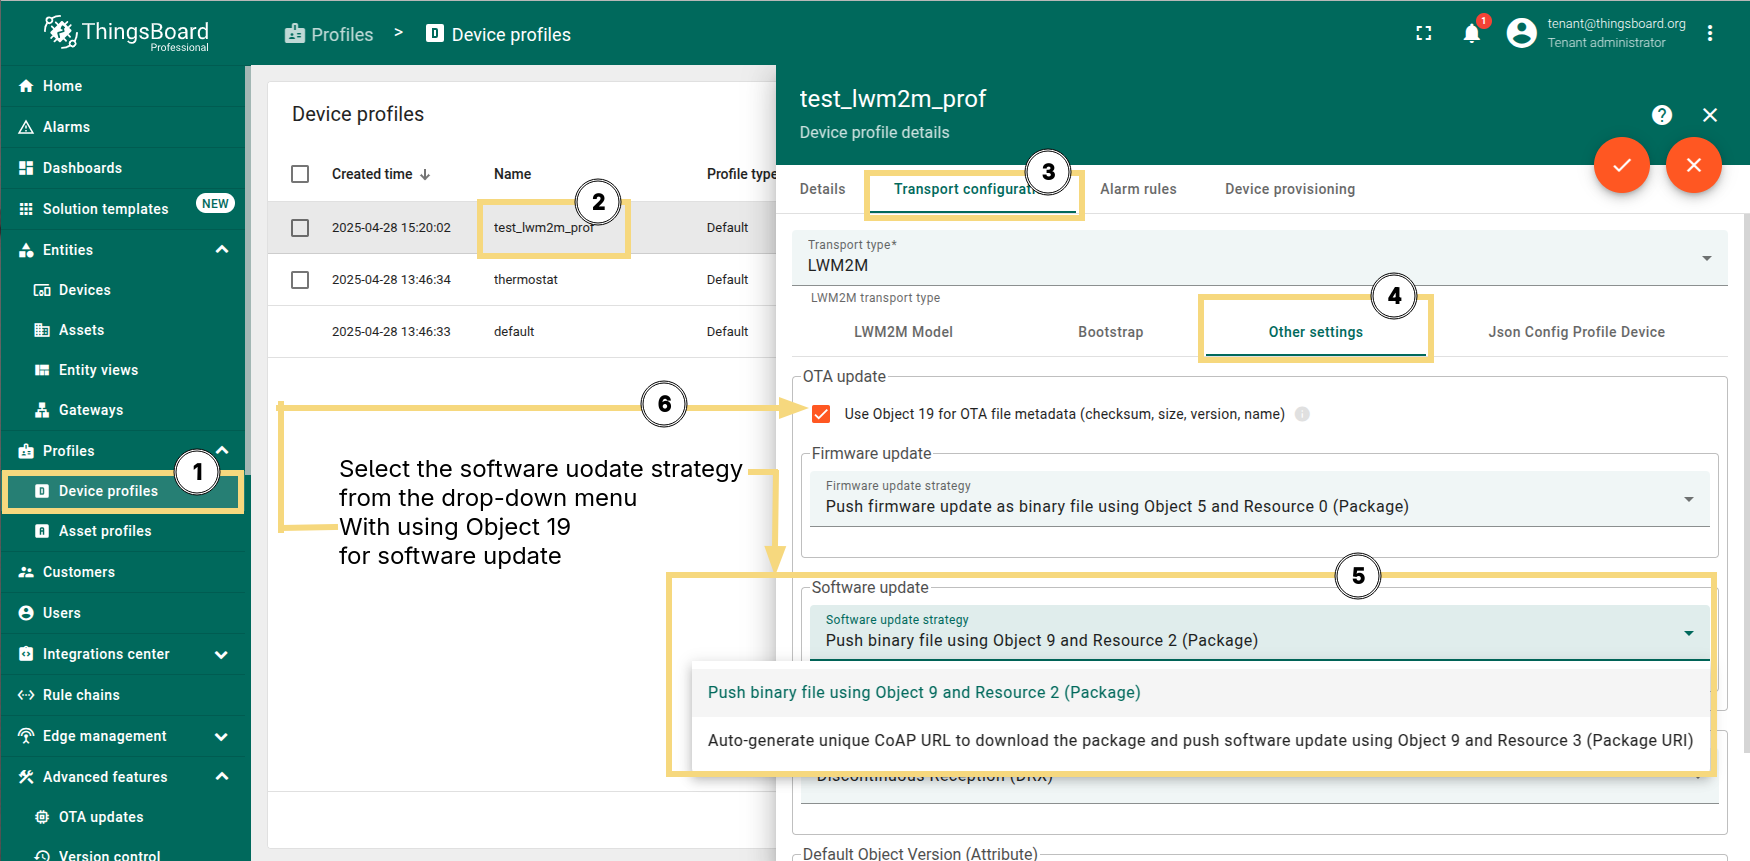 ThingsBoard
Professional
Profiles > Device profiles
1
tenant@thingsboard.org
Tenant administrator
Home
Alarms
Dashboards
Solution templates NEW
Entities
Devices
Assets
Entity views
Gateways
Profiles
1
Device profiles
Asset profiles
Customers
Users
Integrations center
Rule chains
Edge management
Advanced features
OTA updates
Version control
Device profiles
Created time Name Profile type
2
2025-04-28 15:20:02 test_lwm2m_prof Default
2025-04-28 13:46:34 thermostat Default
2025-04-28 13:46:33 default Default
6
Select the software uodate strategy
from the drop-down menu
With using Object 19
for software update
test_lwm2m_prof
Device profile details
3
Details Transport configurati Alarm rules Device provisioning
Transport type*
LWM2M
LWM2M transport type
4
LWM2M Model Bootstrap Other settings Json Config Profile Device
OTA update
Use Object 19 for OTA file metadata (checksum, size, version, name)
Firmware update
Firmware update strategy
Push firmware update as binary file using Object 5 and Resource 0 (Package)
5
Software update
Software update strategy
Push binary file using Object 9 and Resource 2 (Package)
Push binary file using Object 9 and Resource 2 (Package)
Auto-generate unique CoAP URL to download the package and push software update using Object 9 and Resource 3 (Package URI)
Discontinuous Reception (DRX)
Default Object Version (Attribute)